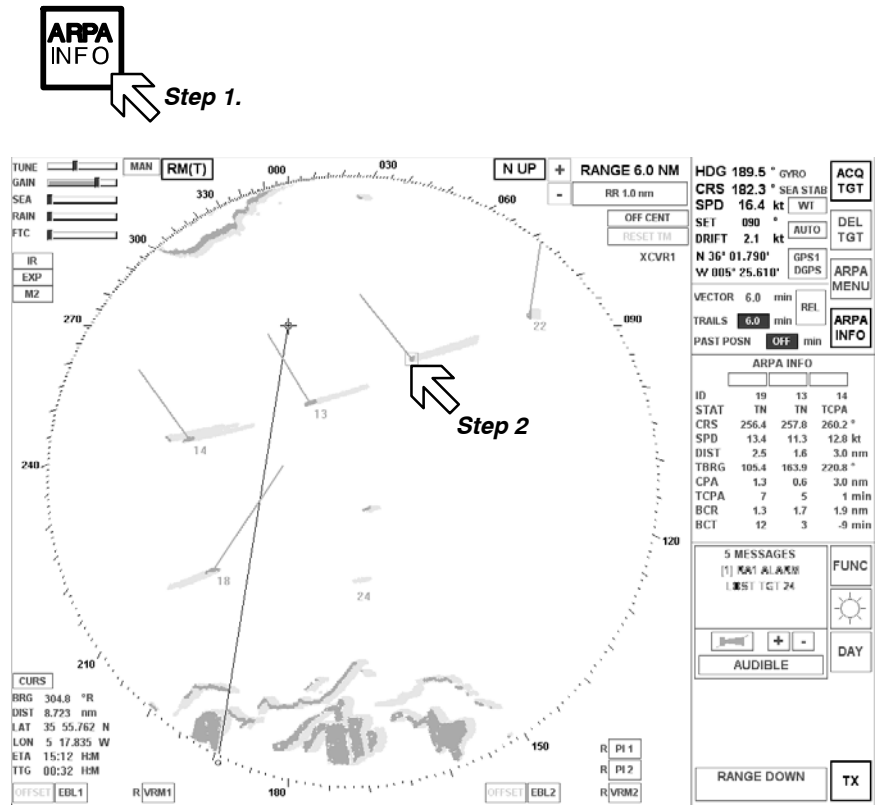 ARPA
INFO
Step 1.
TUNE
GAIN
SEA
RAIN
FTC
MAN
RM(T)
IR
EXP
M2
N UP
+
RANGE 6.0 NM
-
RR 1.0 nm
OFF CENT
RESET TM
XCVR1
000
030
060
090
120
150
180
210
240
270
300
330
22
13
14
18
24
Step 2
HDG 189.5 ° GYRO
CRS 182.3 ° SEA STAB
SPD 16.4 kt WT
SET 090 °
DRIFT 2.1 kt
AUTO
N 36° 01.790'
W 005° 25.610'
GPS1
DGPS
VECTOR 6.0 min
REL
TRAILS 6.0 min
PAST POSN OFF min
ACQ
TGT
DEL
TGT
ARPA
MENU
ARPA
INFO
ARPA INFO
ID 19 13 14
STAT TN TN TCPA
CRS 256.4 257.8 260.2 °
SPD 13.4 11.3 12.8 kt
DIST 2.5 1.6 3.0 nm
TBRG 105.4 163.9 220.8 °
CPA 1.3 0.6 3.0 nm
TCPA 7 5 1 min
BCR 1.3 1.7 1.9 nm
BCT 12 3 -9 min
5 MESSAGES
[1] RA1 ALARM
LOST TGT 24
FUNC
+
-
AUDIBLE
DAY
RANGE DOWN
TX
CURS
BRG 304.8 °R
DIST 8.723 nm
LAT 35 55.762 N
LON 5 17.835 W
ETA 15:12 H:M
TTG 00:32 H:M
OFFSET EBL1
R VRM1
R PI 1
R PI 2
OFFSET EBL2
R VRM2